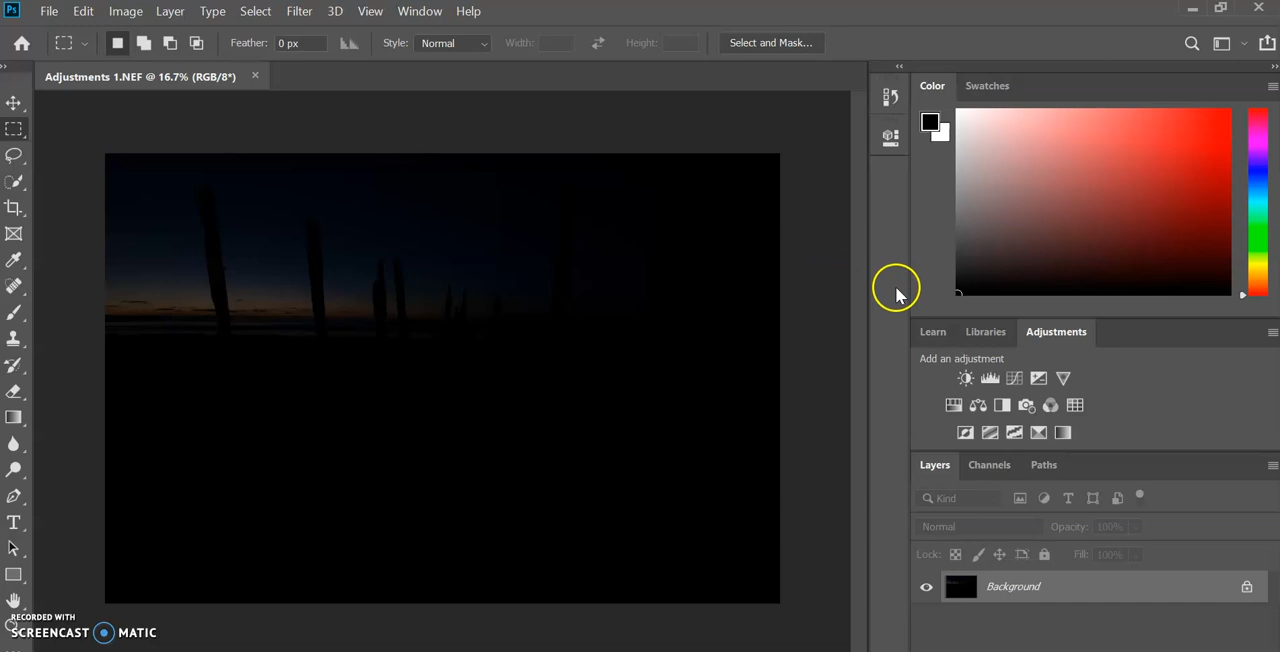 Ps File Edit Image Layer Type Select Filter 3D View Window Help
Feather: 0 px Style: Normal Width: Height: Select and Mask...
Adjustments 1.NEF @ 16.7% (RGB/8*)
Color Swatches
Learn Libraries Adjustments
Add an adjustment
Layers Channels Paths
Kind
Normal Opacity: 100%
Lock: Fill: 100%
Background
RECORDED WITH
SCREENCAST MATIC